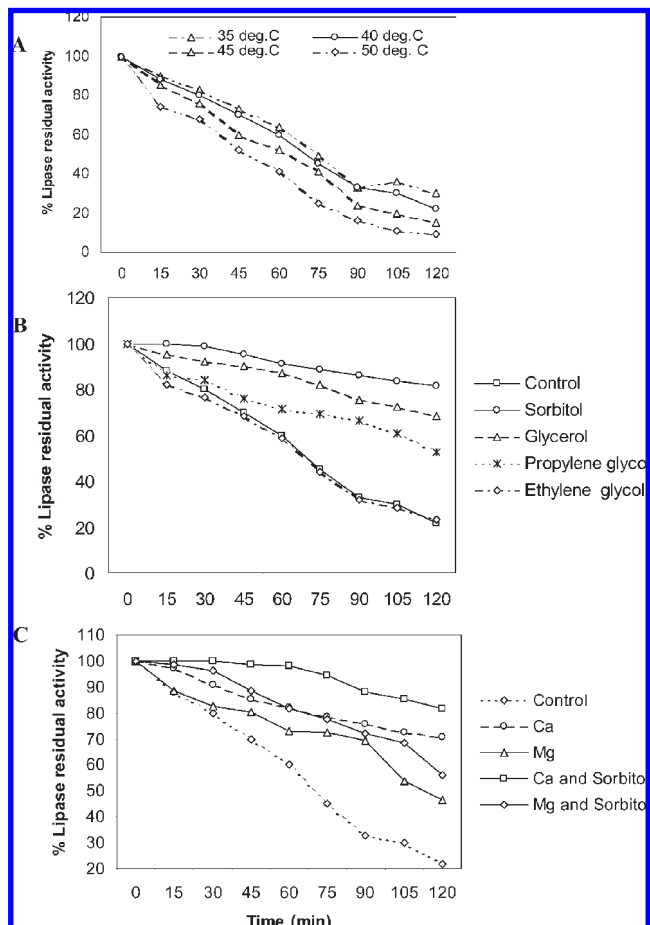 A
120
35 deg.C
40 deg.C
45 deg.C
50 deg. C
100
80
60
40
20
0
% Lipase residual activity
0 15 30 45 60 75 90 105 120
B
120
100
80
60
40
20
0
% Lipase residual activity
0 15 30 45 60 75 90 105 120
Control
Sorbitol
Glycerol
Propylene glyco
Ethylene glycol
C
110
100
90
80
70
60
50
40
30
20
% Lipase residual activity
0 15 30 45 60 75 90 105 120
Time (min)
Control
Ca
Mg
Ca and Sorbito
Mg and Sorbito